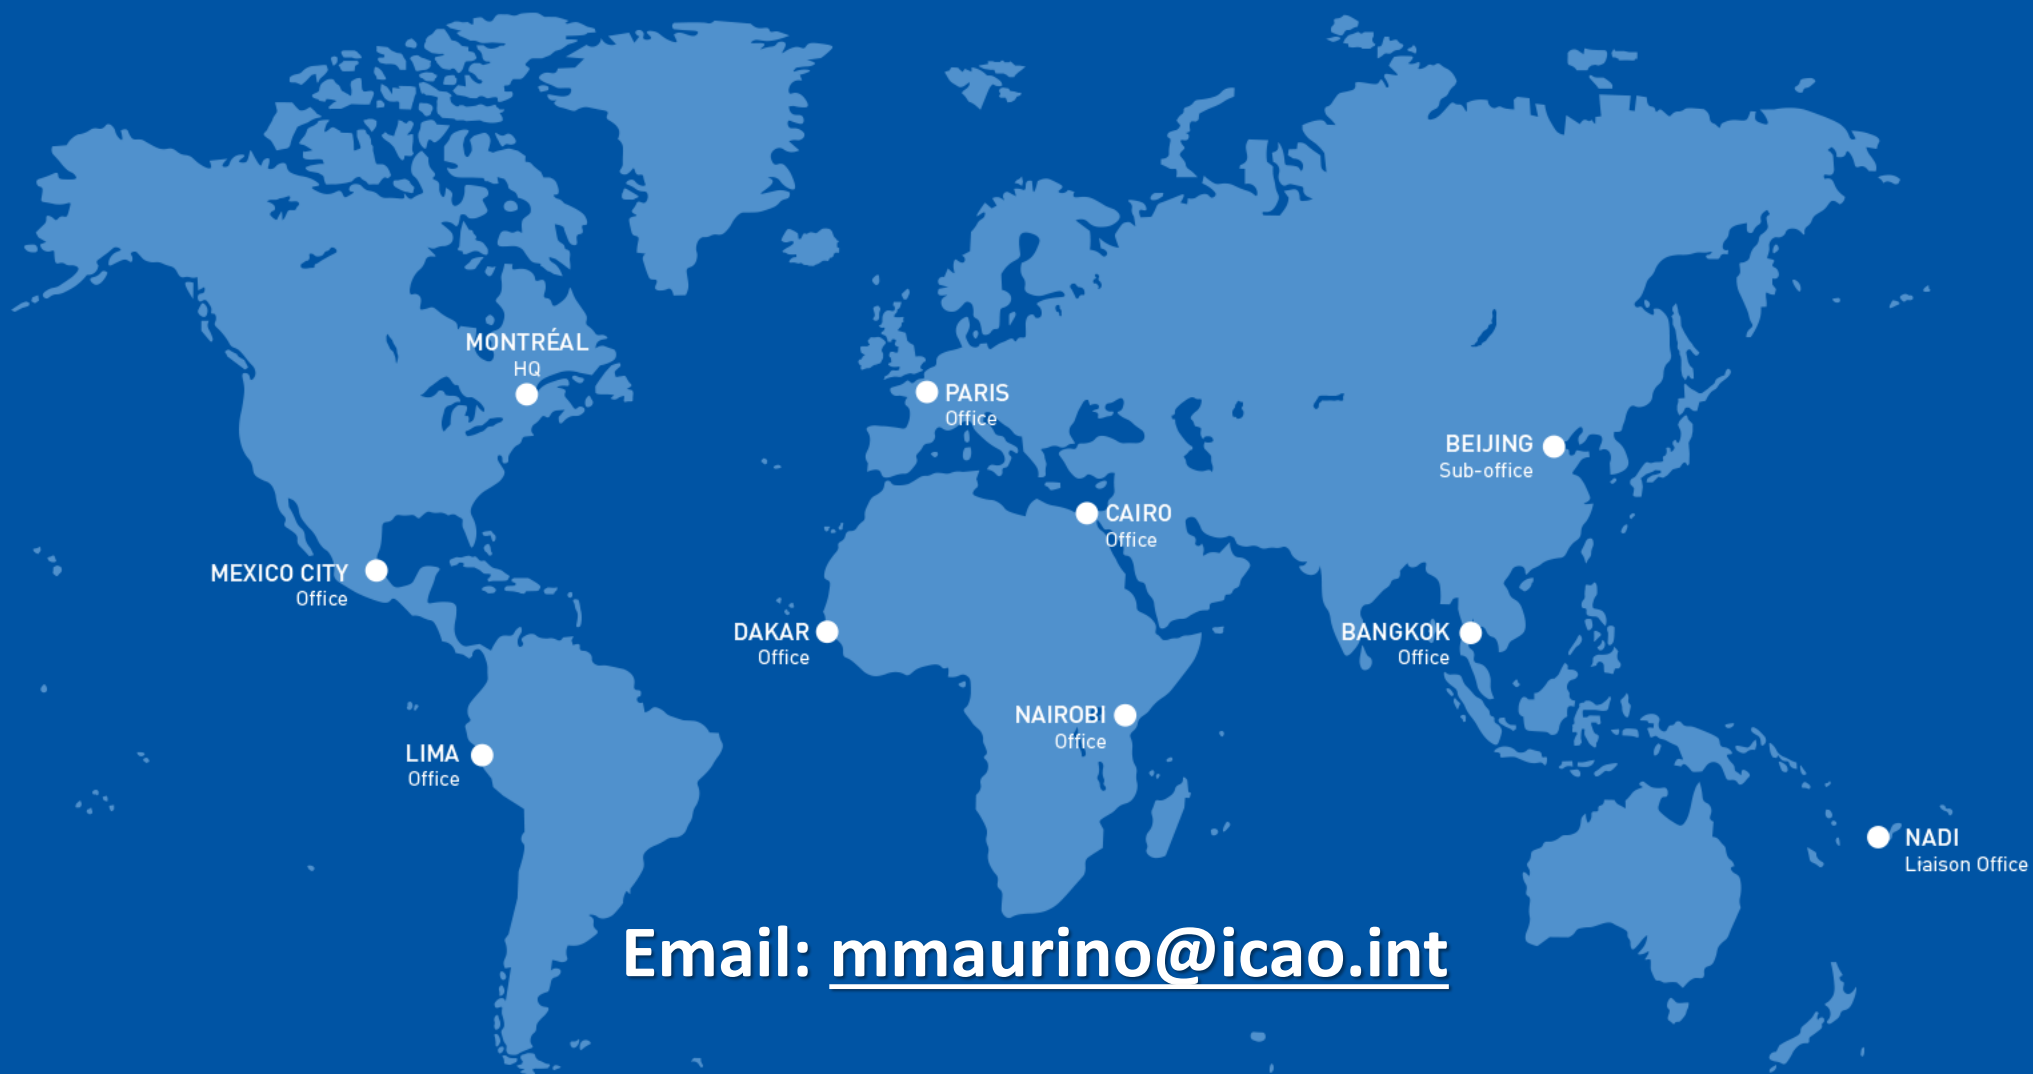 MONTRÉAL
HQ
PARIS
Office
BEIJING
Sub-office
CAIRO
Office
MEXICO CITY
Office
DAKAR
Office
BANGKOK
Office
NAIROBI
Office
LIMA
Office
NADI
Liaison Office
Email: mmaurino@icao.int